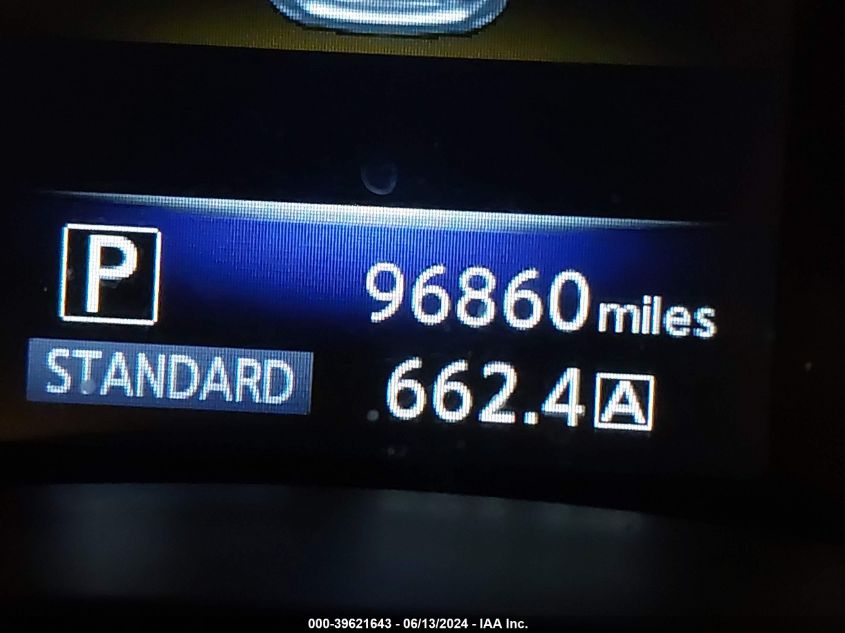 P 96860 miles
STANDARD 662.4 A
000-39621643 - 06/13/2024 - IAA Inc.